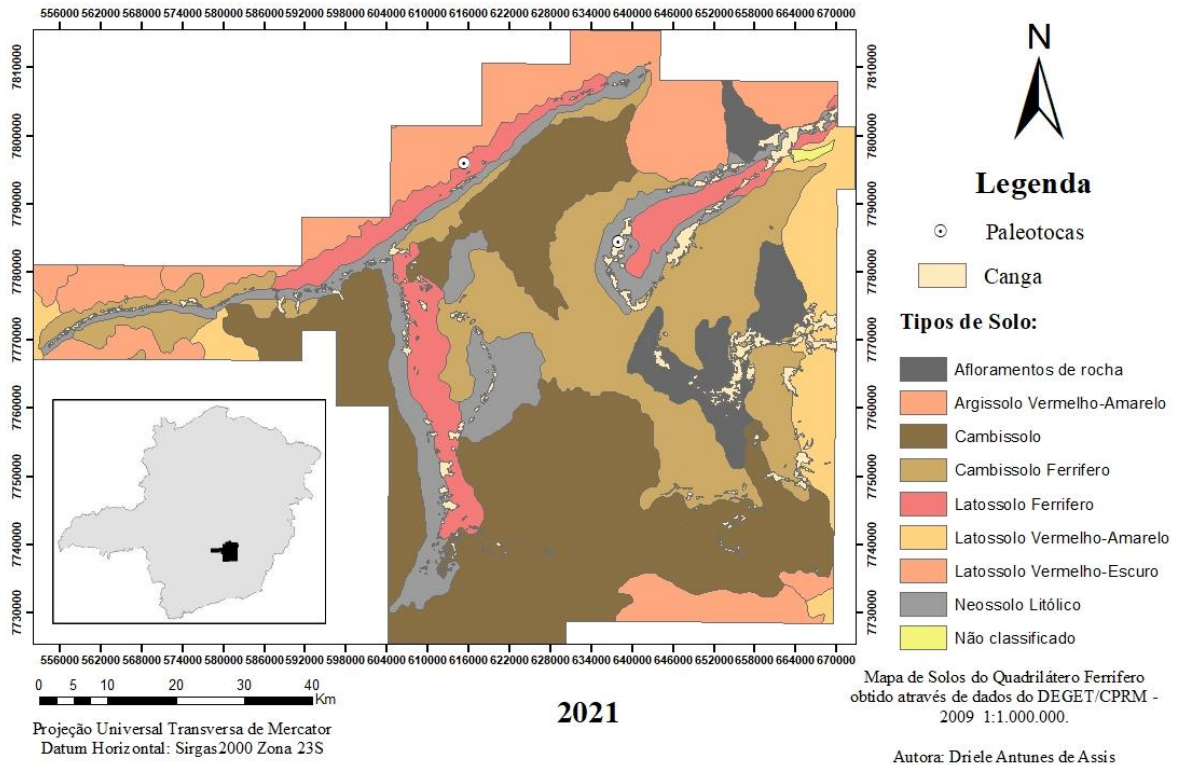 556000 562000 568000 574000 580000 586000 592000 598000 604000 610000 616000 622000 628000 634000 640000 646000 652000 658000 664000 670000
7810000 7810000
7800000 7800000
7790000 7790000
7780000 7780000
7770000 7770000
7760000 7760000
7750000 7750000
7740000 7740000
7730000 7730000
556000 562000 568000 574000 580000 586000 592000 598000 604000 610000 616000 622000 628000 634000 640000 646000 652000 658000 664000 670000
0 5 10 20 30 40
Km
Projeção Universal Transversa de Mercator
Datum Horizontal: Sirgas2000 Zona 23S
2021
N
Legenda
Paleotocas
Canga
Tipos de Solo:
Afloramentos de rocha
Argissolo Vermelho-Amarelo
Cambissolo
Cambissolo Ferrifero
Latossolo Ferrifero
Latossolo Vermelho-Amarelo
Latossolo Vermelho-Escuro
Neossolo Litólico
Não classificado
Mapa de Solos do Quadrilátero Ferrifero
obtido através de dados do DEGET/CPRM -
2009 1:1.000.000.
Autora: Driele Antunes de Assis